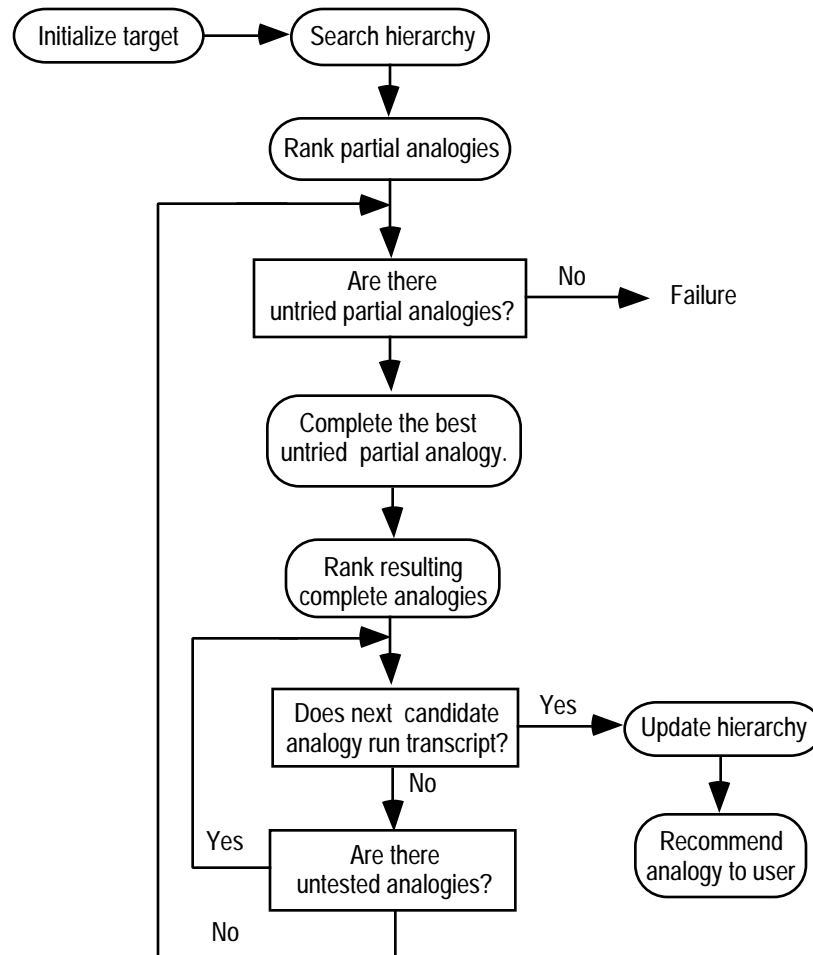 Initialize target
Search hierarchy
Rank partial analogies
Are there
untried partial analogies?
No
Failure
Complete the best
untried partial analogy.
Rank resulting
complete analogies
Does next candidate
analogy run transcript?
Yes
Update hierarchy
No
Recommend
analogy to user
Yes
Are there
untested analogies?
No